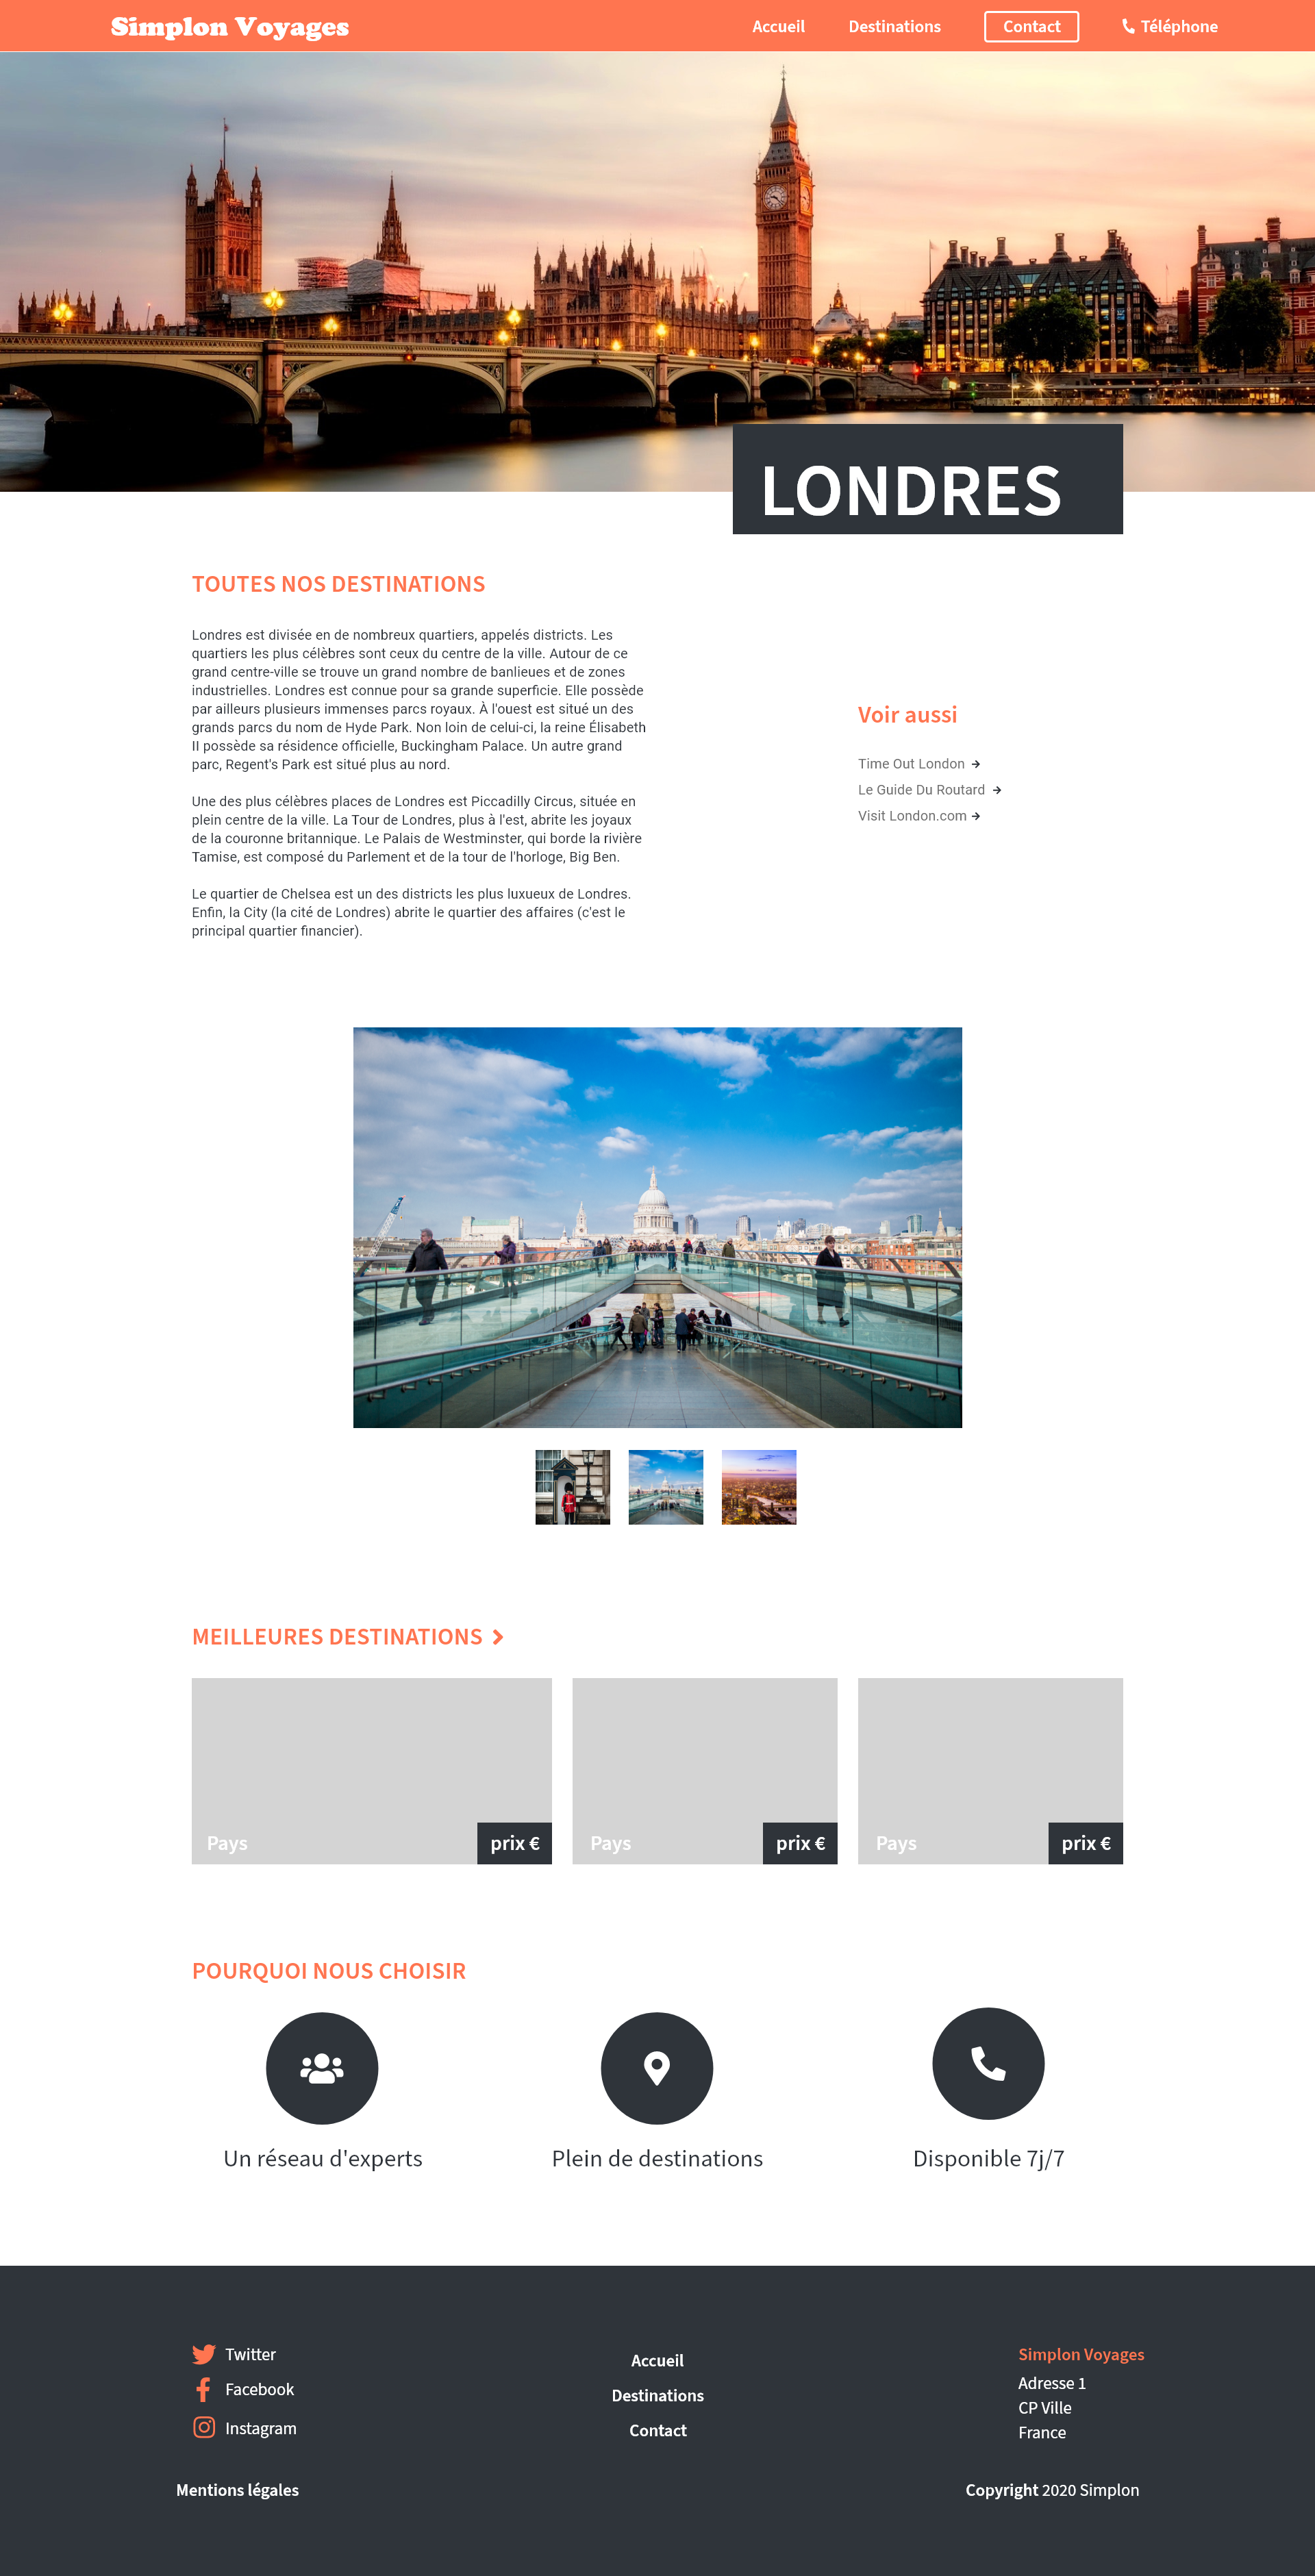 Simplon Voyages
Accueil
Destinations
Contact
Téléphone
LONDRES
TOUTES NOS DESTINATIONS
Londres est divisée en de nombreux quartiers, appelés districts. Les
quartiers les plus célèbres sont ceux du centre de la ville. Autour de ce
grand centre-ville se trouve un grand nombre de banlieues et de zones
industrielles. Londres est connue pour sa grande superficie. Elle possède
par ailleurs plusieurs immenses parcs royaux. À l'ouest est situé un des
grands parcs du nom de Hyde Park. Non loin de celui-ci, la reine Élisabeth
II possède sa résidence officielle, Buckingham Palace. Un autre grand
parc, Regent's Park est situé plus au nord.
Une des plus célèbres places de Londres est Piccadilly Circus, située en
plein centre de la ville. La Tour de Londres, plus à l'est, abrite les joyaux
de la couronne britannique. Le Palais de Westminster, qui borde la rivière
Tamise, est composé du Parlement et de la tour de l'horloge, Big Ben.
Le quartier de Chelsea est un des districts les plus luxueux de Londres.
Enfin, la City (la cité de Londres) abrite le quartier des affaires (c'est le
principal quartier financier).
Voir aussi
Time Out London
Le Guide Du Routard
Visit London.com
MEILLEURES DESTINATIONS
Pays
prix €
Pays
prix €
Pays
prix €
POURQUOI NOUS CHOISIR
Un réseau d'experts
Plein de destinations
Disponible 7j/7
Twitter
Facebook
Instagram
Accueil
Destinations
Contact
Simplon Voyages
Adresse 1
CP Ville
France
Mentions légales
Copyright 2020 Simplon